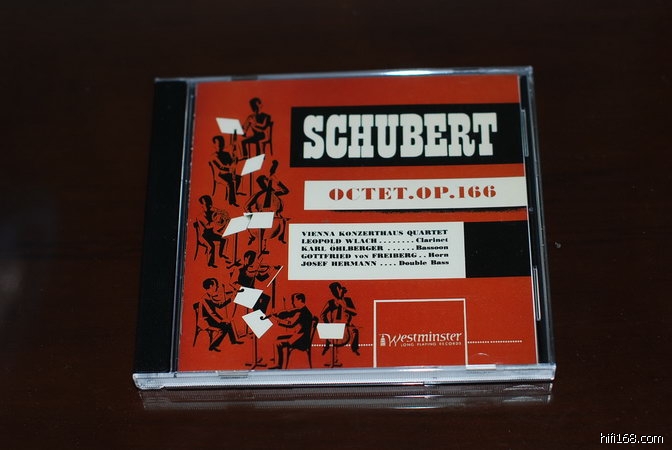 SCHUBERT
OCTET.OP.166
VIENNA KONZERTHAUS QUARTET
LEOPOLD WLACH ........ Clarinet
KARL ÖHLBERGER ...... Bassoon
GOTTFRIED von FREIBERG .. Horn
JOSEF HERMANN .... Double Bass
Westminster
LONG PLAYING RECORDS
hifi168.com